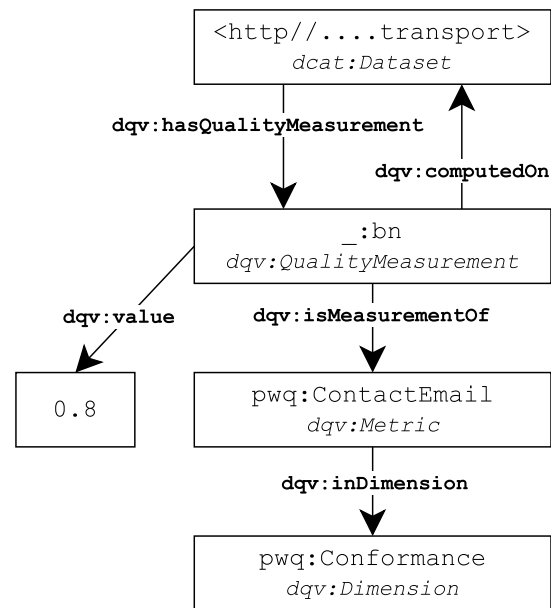 <http//....transport>
dcat:Dataset
dqv:hasQualityMeasurement
dqv:computedOn
_:bn
dqv:QualityMeasurement
dqv:value
dqv:isMeasurementOf
0.8
pwq:ContactEmail
dqv:Metric
dqv:inDimension
pwq:Conformance
dqv:Dimension